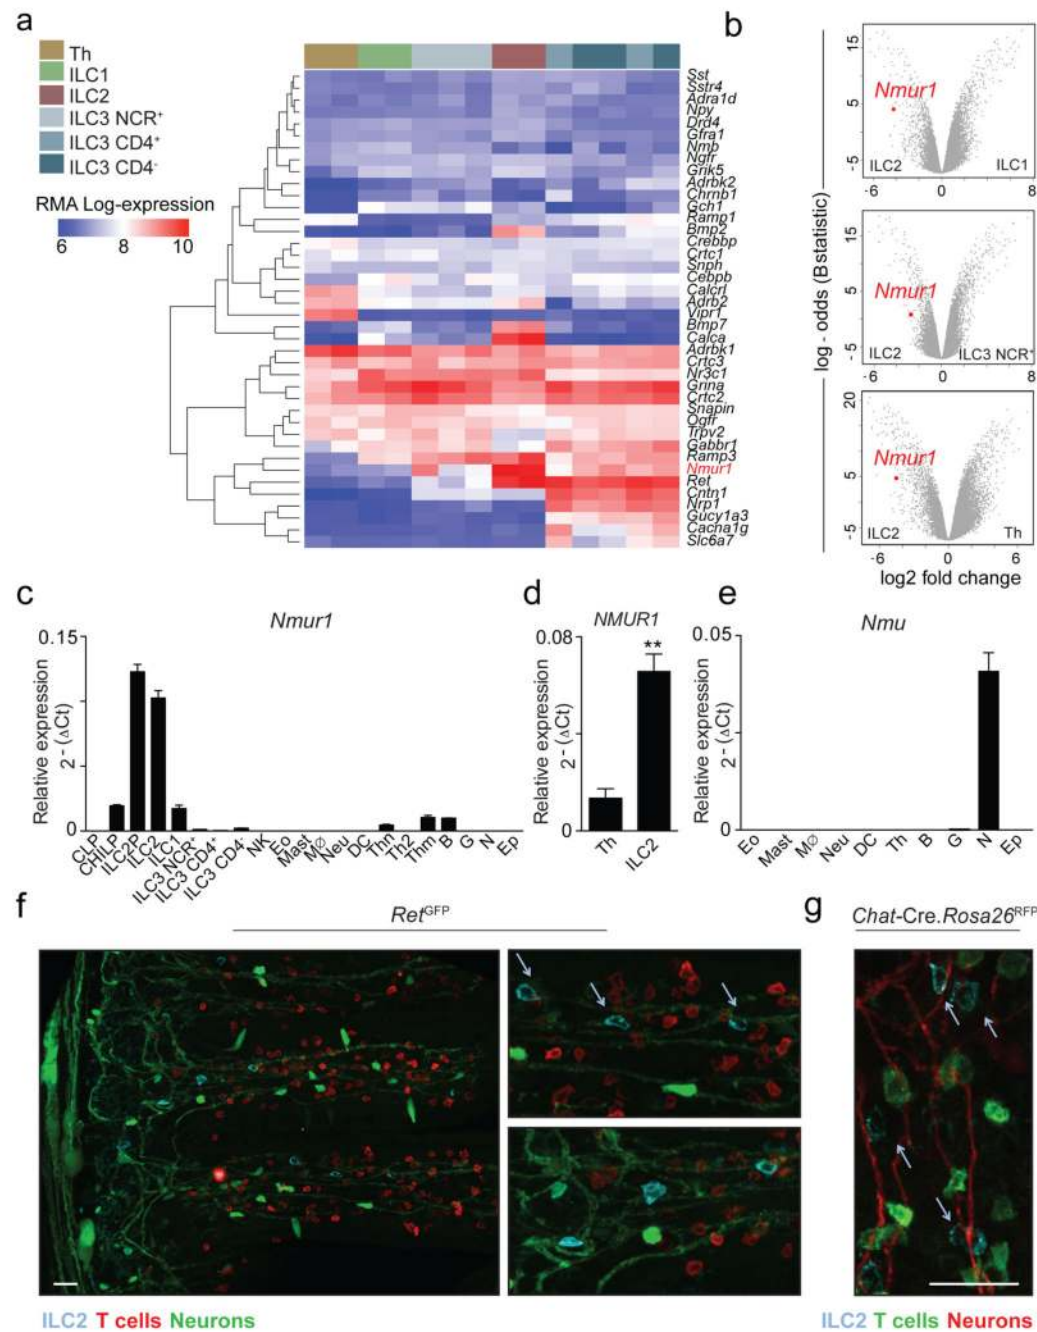 a
Th
ILC1
ILC2
ILC3 NCR⁺
ILC3 CD4⁺
ILC3 CD4⁻
RMA Log-expression
6 8 10
Sst
Sstr4
Adra1d
Npy
Drd4
Gfra1
Nmb
Ngfr
Grik5
Adrbk2
Chrnb1
Gch1
Ramp1
Bmp2
Crebbp
Crtc1
Snph
Cebpb
Calcrl
Adrb2
Vipr1
Bmp7
Calca
Adrbk1
Crtc3
Nr3c1
Grina
Crtc2
Snapin
Ogfr
Trpv2
Gabbr1
Ramp3
Nmur1
Ret
Cntn1
Nrp1
Gucy1a3
Cacna1g
Slc6a7
b
log - odds (Bstatistic)
15
5
-5
Nmur1
ILC2 ILC1
-6 0 8
15
5
-5
Nmur1
ILC2 ILC3 NCR⁺
-6 0 8
20
5
-5
Nmur1
ILC2 Th
-6 0 6
log2 fold change
c
Nmur1
Relative expression
2 - (ΔCt)
0.15
0
CLP
CHILP
ILC2P
ILC2
ILC1
ILC3 NCR⁺
ILC3 CD4⁺
ILC3 CD4⁻
NK
Eo
Mast
MØ
Neu
DC
Thn
Th2
Thm
B
G
N
Ep
d
NMUR1
Relative expression
2 - (ΔCt)
0.08
0
**
Th
ILC2
e
Nmu
Relative expression
2 - (ΔCt)
0.05
0
Eo
Mast
MØ
Neu
DC
Th
B
G
N
Ep
f
Ret^GFP
ILC2 T cells Neurons
g
Chat-Cre.Rosa26^RFP
ILC2 T cells Neurons